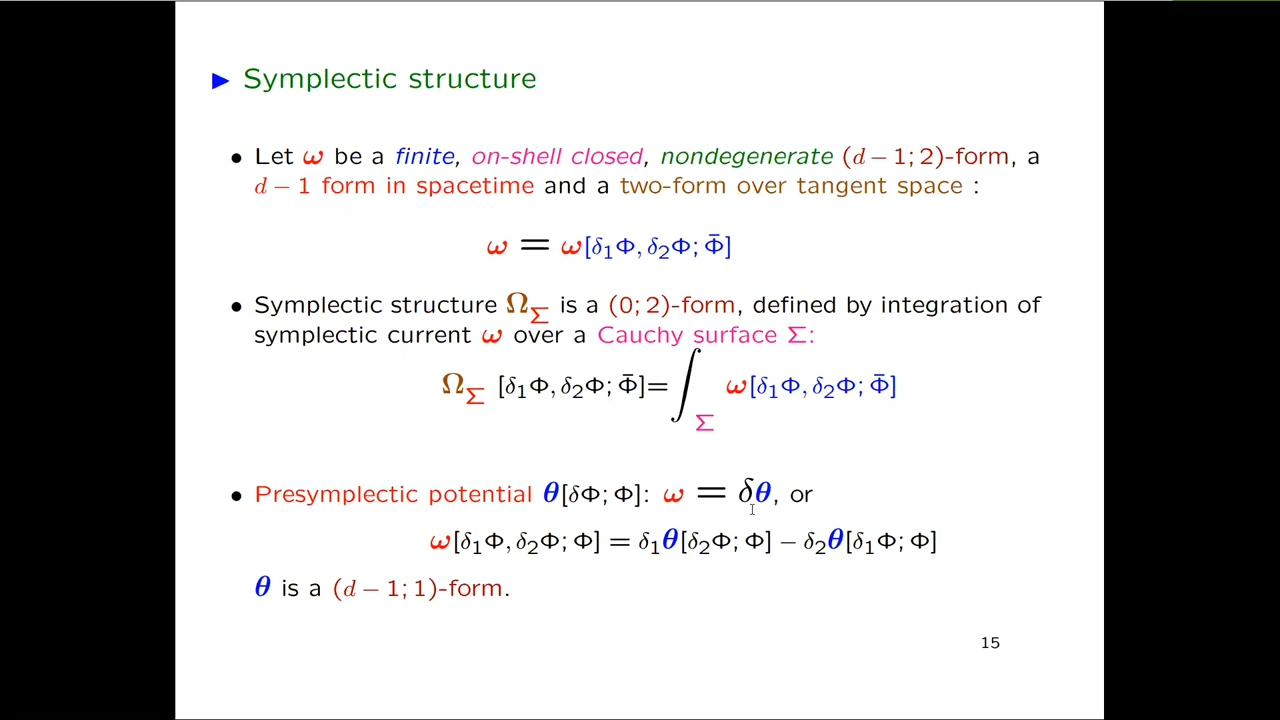 ▶ Symplectic structure
• Let ω be a finite, on-shell closed, nondegenerate (d − 1; 2)-form, a
d − 1 form in spacetime and a two-form over tangent space :
ω = ω[δ₁Φ, δ₂Φ; Φ̄]
• Symplectic structure Ω_Σ is a (0; 2)-form, defined by integration of
symplectic current ω over a Cauchy surface Σ:
Ω_Σ [δ₁Φ, δ₂Φ; Φ̄]= ∫_Σ ω[δ₁Φ, δ₂Φ; Φ̄]
• Presymplectic potential θ[δΦ; Φ]: ω = δθ, or
ω[δ₁Φ, δ₂Φ; Φ] = δ₁θ[δ₂Φ; Φ] − δ₂θ[δ₁Φ; Φ]
θ is a (d − 1; 1)-form.
15